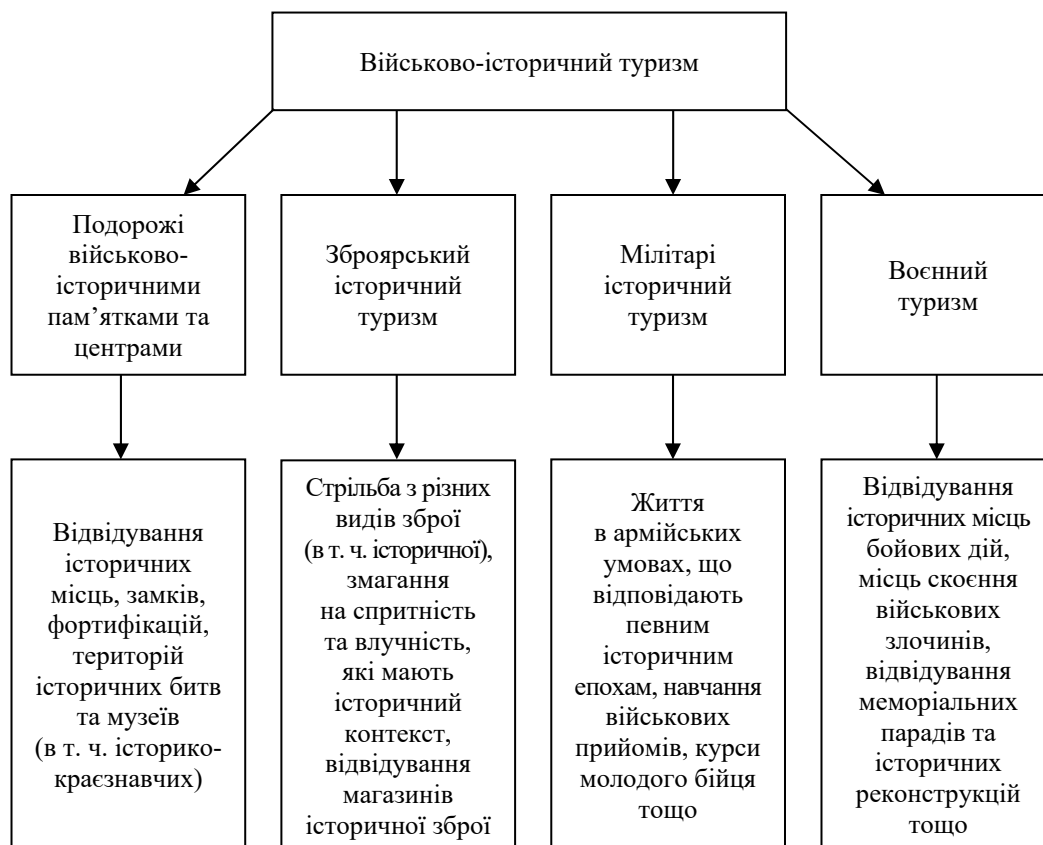 Військово-історичний туризм
Подорожі
військово-
історичними
пам’ятками та
центрами
Зброярський
історичний
туризм
Мілітарі
історичний
туризм
Воєнний
туризм
Відвідування
історичних
місць, замків,
фортифікацій,
територій
історичних битв
та музеїв
(в т. ч. історико-
краєзнавчих)
Стрільба з різних
видів зброї
(в т. ч. історичної),
змагання
на спритність
та влучність,
які мають
історичний
контекст,
відвідування
магазинів
історичної зброї
Життя
в армійських
умовах, що
відповідають
певним
історичним
епохам, навчання
військових
прийомів, курси
молодого бійця
тощо
Відвідування
історичних місць
бойових дій,
місць скоєння
військових
злочинів,
відвідування
меморіальних
парадів та
історичних
реконструкцій
тощо